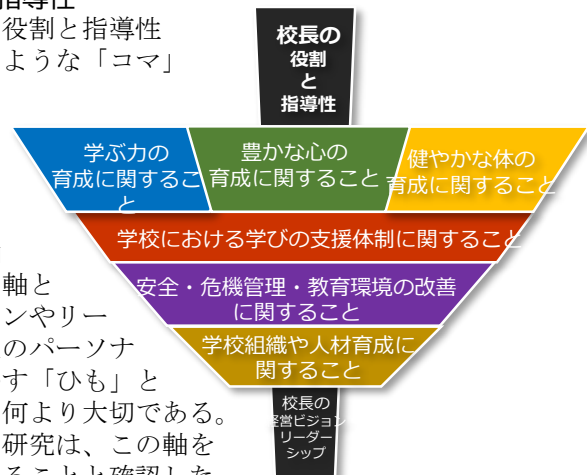 指導性
役割と指導性
ような「コマ」
校長の
役割
と
指導性
学ぶ力の
育成に関するこ
と
豊かな心の
育成に関すること
健やかな体の
育成に関すること
学校における学びの支援体制に関すること
安全・危機管理・教育環境の改善
に関すること
学校組織や人材育成に
関すること
校長の
経営ビジョン
リーダー
シップ
軸と
ンやリー
のパーソナ
す「ひも」と
何より大切である。
研究は、この軸を
ることと確認した